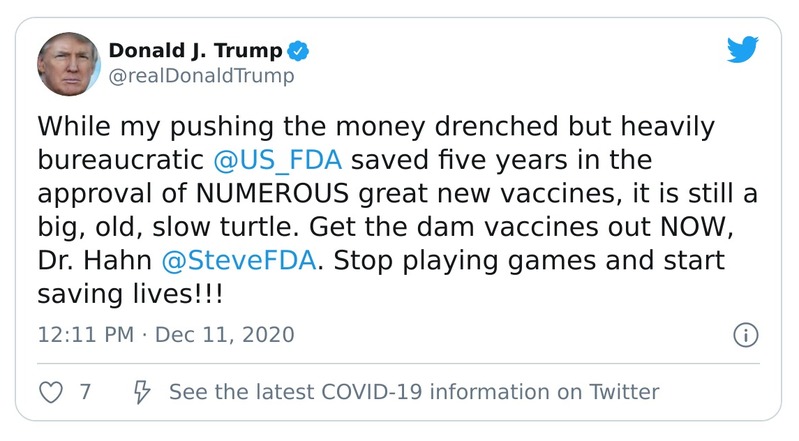 Donald J. Trump
@realDonaldTrump
While my pushing the money drenched but heavily
bureaucratic @US_FDA saved five years in the
approval of NUMEROUS great new vaccines, it is still a
big, old, slow turtle. Get the dam vaccines out NOW,
Dr. Hahn @SteveFDA. Stop playing games and start
saving lives!!!
12:11 PM · Dec 11, 2020
7 See the latest COVID-19 information on Twitter